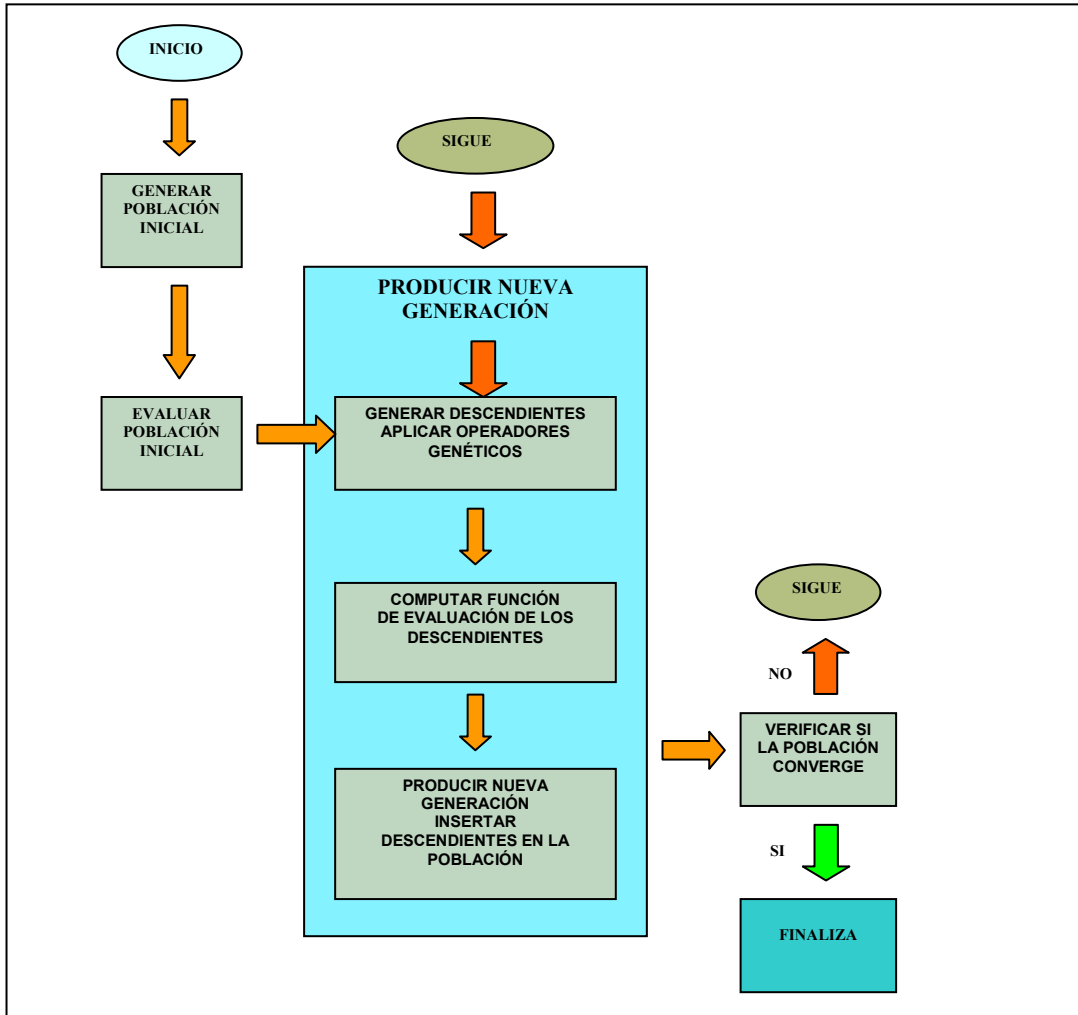 INICIO
GENERAR
POBLACIÓN
INICIAL
EVALUAR
POBLACIÓN
INICIAL
SIGUE
PRODUCIR NUEVA
GENERACIÓN
GENERAR DESCENDIENTES
APLICAR OPERADORES
GENÉTICOS
COMPUTAR FUNCIÓN
DE EVALUACIÓN DE LOS
DESCENDIENTES
PRODUCIR NUEVA
GENERACIÓN
INSERTAR
DESCENDIENTES EN LA
POBLACIÓN
SIGUE
NO
VERIFICAR SI
LA POBLACIÓN
CONVERGE
SI
FINALIZA